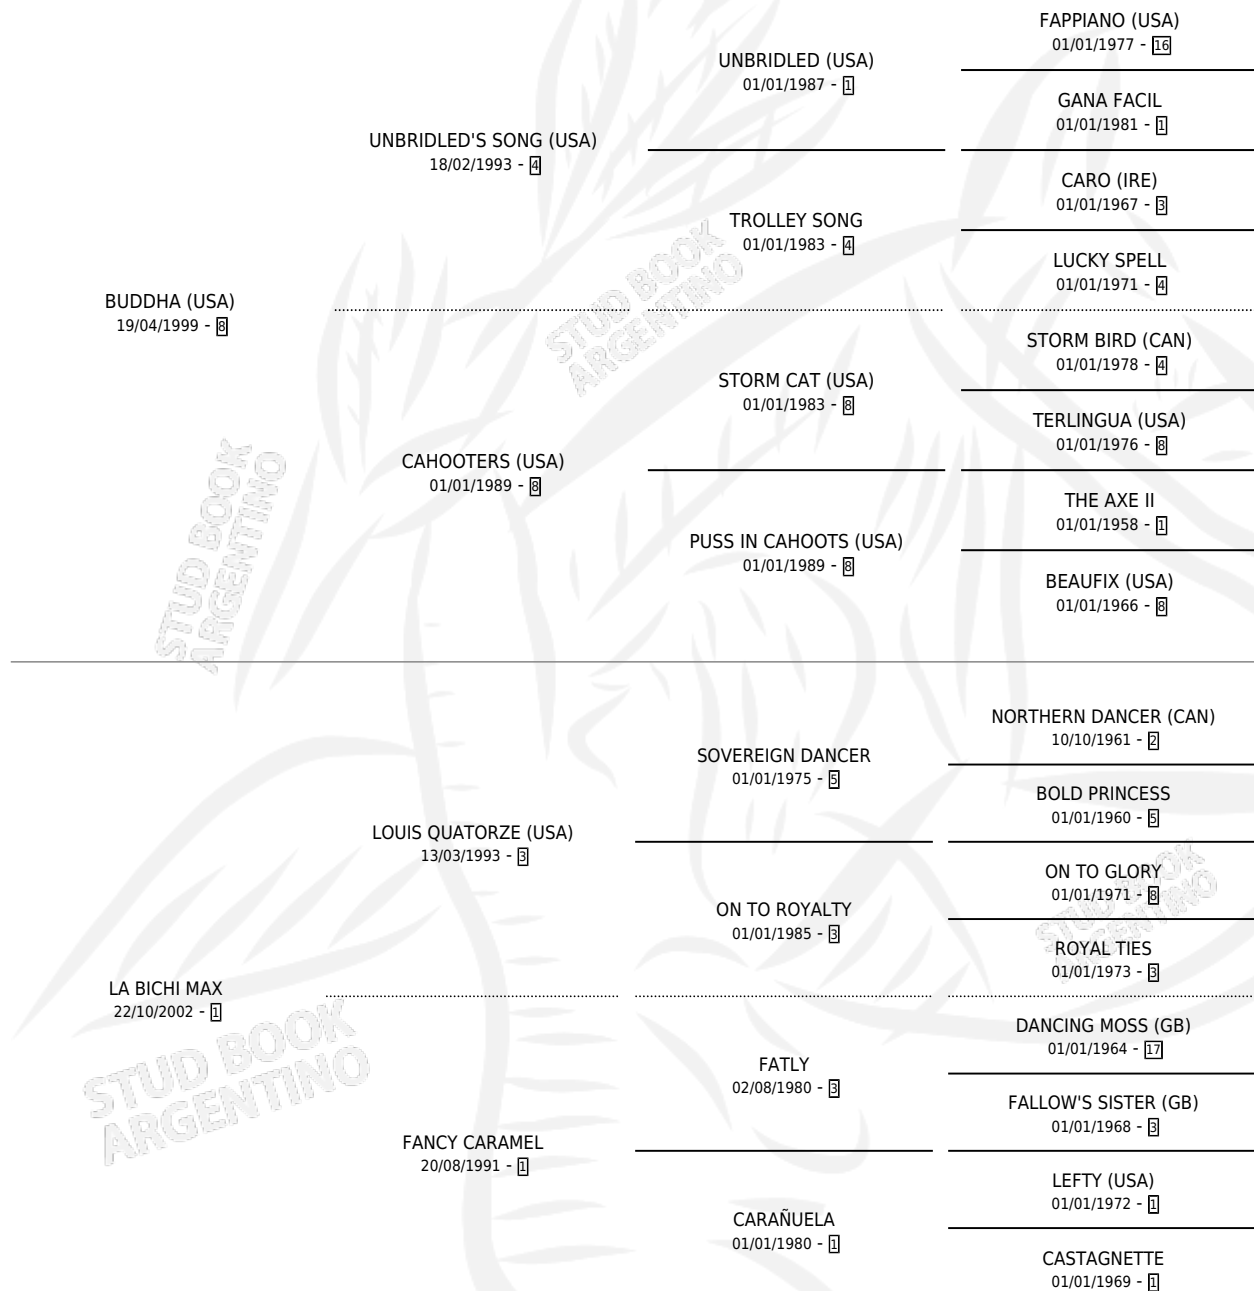 FAPPIANO (USA)
01/01/1977 - 16
UNBRIDLED (USA)
01/01/1987 - 1
GANA FACIL
01/01/1981 - 1
UNBRIDLED'S SONG (USA)
18/02/1993 - 4
CARO (IRE)
01/01/1967 - 3
TROLLEY SONG
01/01/1983 - 4
LUCKY SPELL
01/01/1971 - 4
BUDDHA (USA)
19/04/1999 - 8
STORM BIRD (CAN)
01/01/1978 - 4
STORM CAT (USA)
01/01/1983 - 8
TERLINGUA (USA)
01/01/1976 - 8
CAHOOTERS (USA)
01/01/1989 - 8
THE AXE II
01/01/1958 - 1
PUSS IN CAHOOTS (USA)
01/01/1989 - 8
BEAUFIX (USA)
01/01/1966 - 8
NORTHERN DANCER (CAN)
10/10/1961 - 2
SOVEREIGN DANCER
01/01/1975 - 5
BOLD PRINCESS
01/01/1960 - 5
LOUIS QUATORZE (USA)
13/03/1993 - 3
ON TO GLORY
01/01/1971 - 8
ON TO ROYALTY
01/01/1985 - 3
ROYAL TIES
01/01/1973 - 3
LA BICHI MAX
22/10/2002 - 1
DANCING MOSS (GB)
01/01/1964 - 17
FATLY
02/08/1980 - 3
FALLOW'S SISTER (GB)
01/01/1968 - 3
FANCY CARAMEL
20/08/1991 - 1
LEFTY (USA)
01/01/1972 - 1
CARAÑUELA
01/01/1980 - 1
CASTAGNETTE
01/01/1969 - 1
STUD BOOK
ARGENTINO
STUD BOOK
ARGENTINO
STUD BOOK
ARGENTINO
STUD BOOK
ARGENTINO